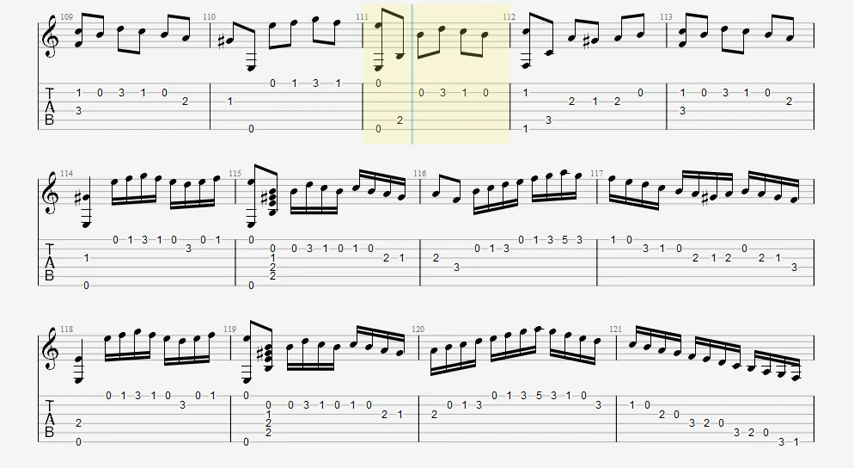 109 110 111 112 113
0 1 3 1 0
T 1 0 3 1 0 0 3 1 0 1 0 1 0 3 1 0
A 2 1 2 1 2 2
3 3
B 2 3
0 0 1
114 115 116 117
0 1 3 1 0 0 1 0 0 1 3 5 3 1 0
T 3 0 0 3 1 0 1 0 0 1 3 3 1 0 0
A 1 1 2 1 2 2 1 2 2 1
2 3 3
B 2
0 0
118 119 120 121
0 1 3 1 0 0 1 0 0 1 3 5 3 1 0
T 3 0 0 3 1 0 1 0 0 1 3 3 1 0
A 1 2 1 2 2 0
2 2 3 2 0
B 2 3 2 0
0 0 3 1